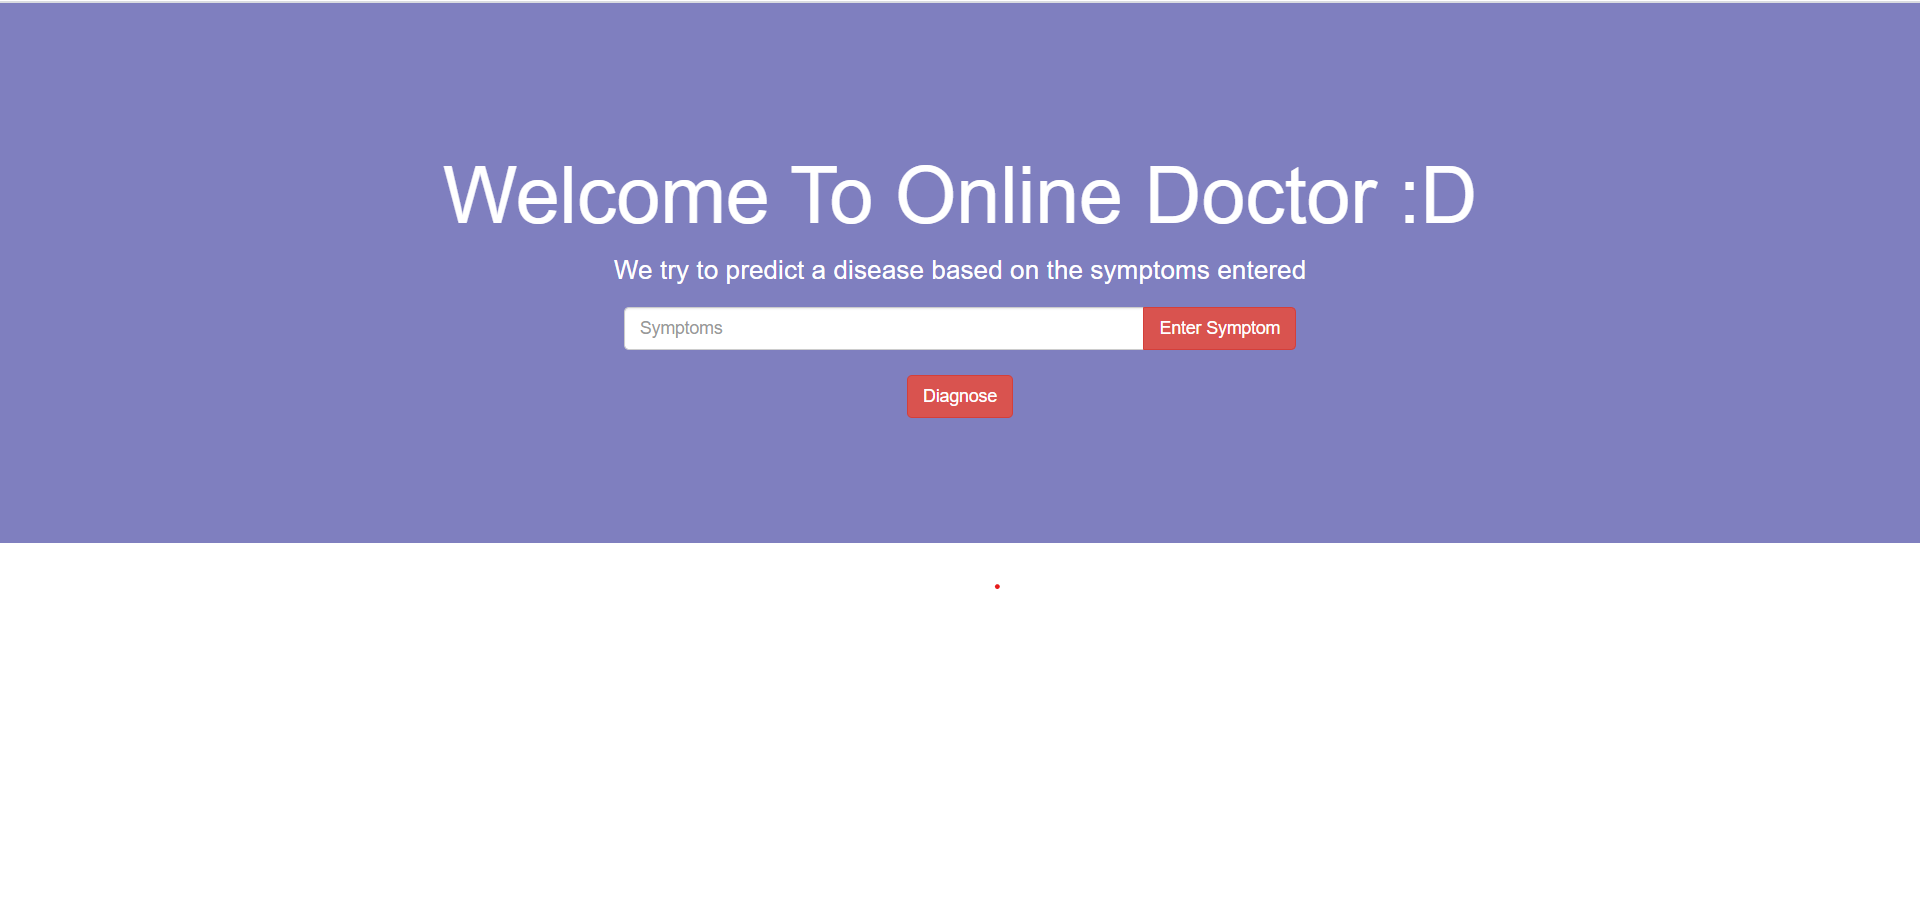 Welcome To Online Doctor :D
We try to predict a disease based on the symptoms entered
Symptoms Enter Symptom
Diagnose